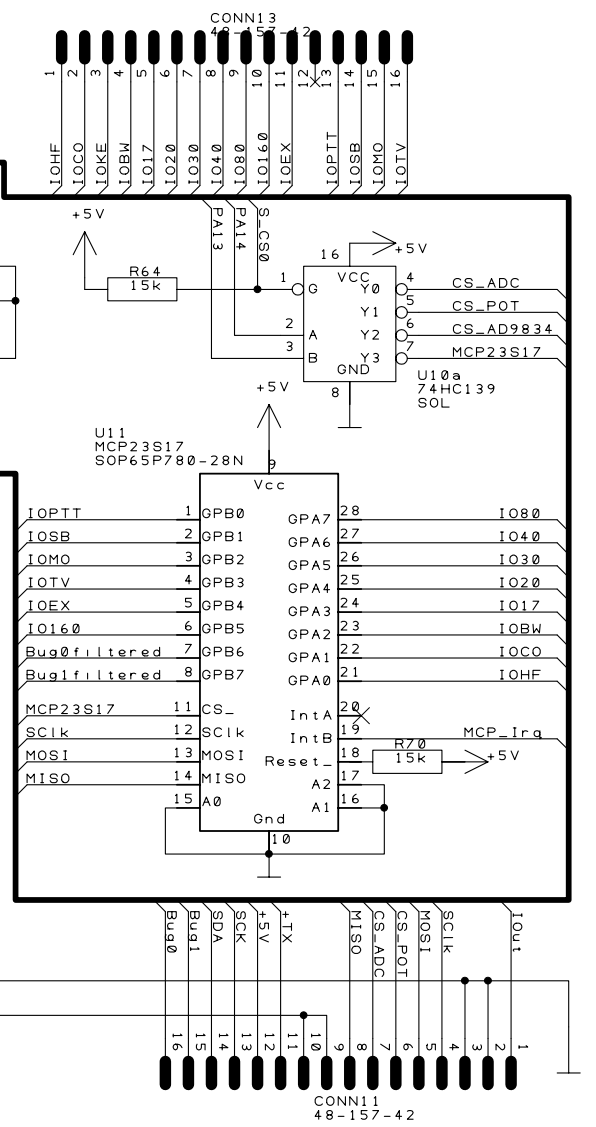 CONN13
48-157-42
1 2 3 4 5 6 7 8 9 10 11 12 13 14 15 16
IOHF IOCO IOKE IOBW IO17 IO20 IO30 IO40 IO80 IO160 IOEX IOPTT IOSB IOMO IOTV
PA13 PA14 S_CS0
+5V
R64
15k
16 +5V
VCC
1 G Y0 4 CS_ADC
Y1 5 CS_POT
2 A Y2 6 CS_AD9834
3 B Y3 7 MCP23S17
GND
8
U10a
74HC139
SOL
+5V
U11
MCP23S17
SOP65P780-28N
9
Vcc
IOPTT 1 GPB0 GPA7 28 IO80
IOSB 2 GPB1 GPA6 27 IO40
IOMO 3 GPB2 GPA5 26 IO30
IOTV 4 GPB3 GPA4 25 IO20
IOEX 5 GPB4 GPA3 24 IO17
IO160 6 GPB5 GPA2 23 IOBW
Bug0filtered 7 GPB6 GPA1 22 IOCO
Bug1filtered 8 GPB7 GPA0 21 IOHF
MCP23S17 11 CS_ IntA 20
SClk 12 SClk IntB 19 MCP_Irq
MOSI 13 MOSI Reset_ 18 R70 15k +5V
MISO 14 MISO A2 17
15 A0 A1 16
Gnd
10
Bug0 Bug1 SDA SCK +5V +TX MISO CS_ADC CS_POT MOSI SClk IOut
16 15 14 13 12 11 10 9 8 7 6 5 4 3 2 1
CONN11
48-157-42